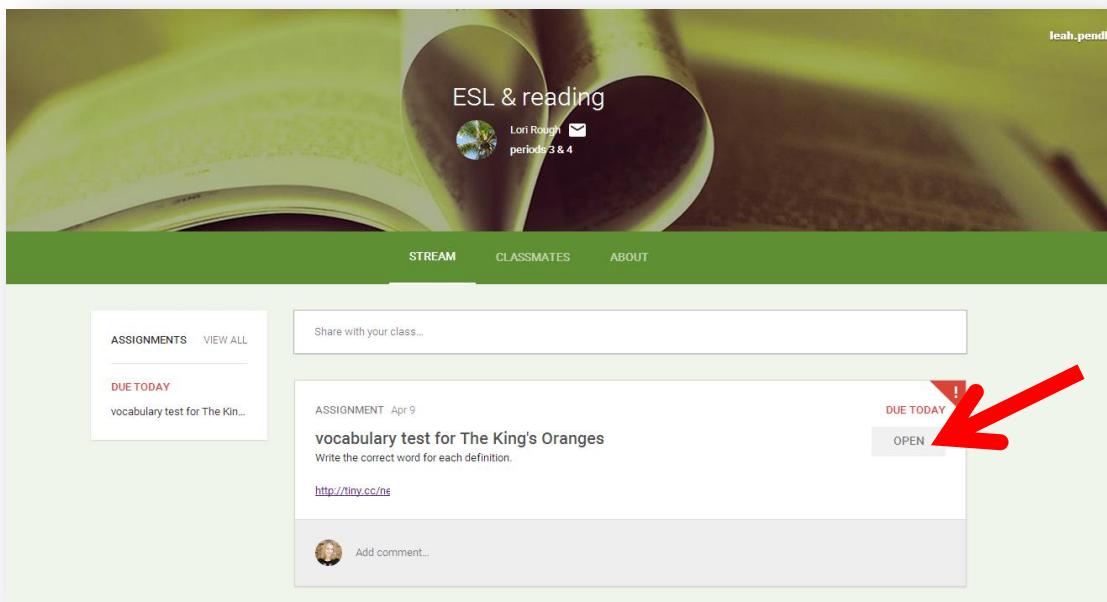 leah.pendl
ESL & reading
Lori Rough
periods 3 & 4
STREAM CLASSMATES ABOUT
ASSIGNMENTS VIEW ALL
DUE TODAY
vocabulary test for The Kin...
Share with your class...
ASSIGNMENT Apr 9
DUE TODAY
!
vocabulary test for The King's Oranges
OPEN
Write the correct word for each definition.
http://tiny.cc/ne
Add comment...